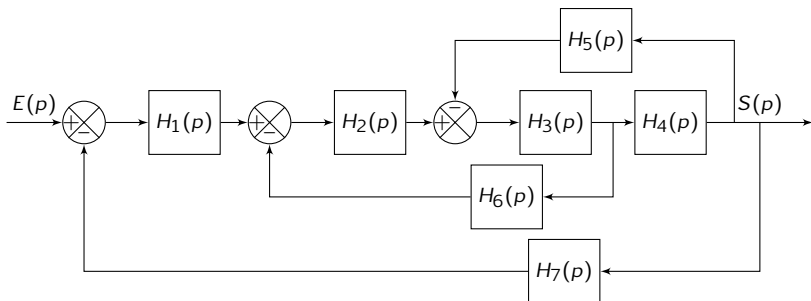 H5(p)
E(p)
S(p)
+
−
H1(p)
+
−
H2(p)
−
+
H3(p)
H4(p)
H6(p)
H7(p)